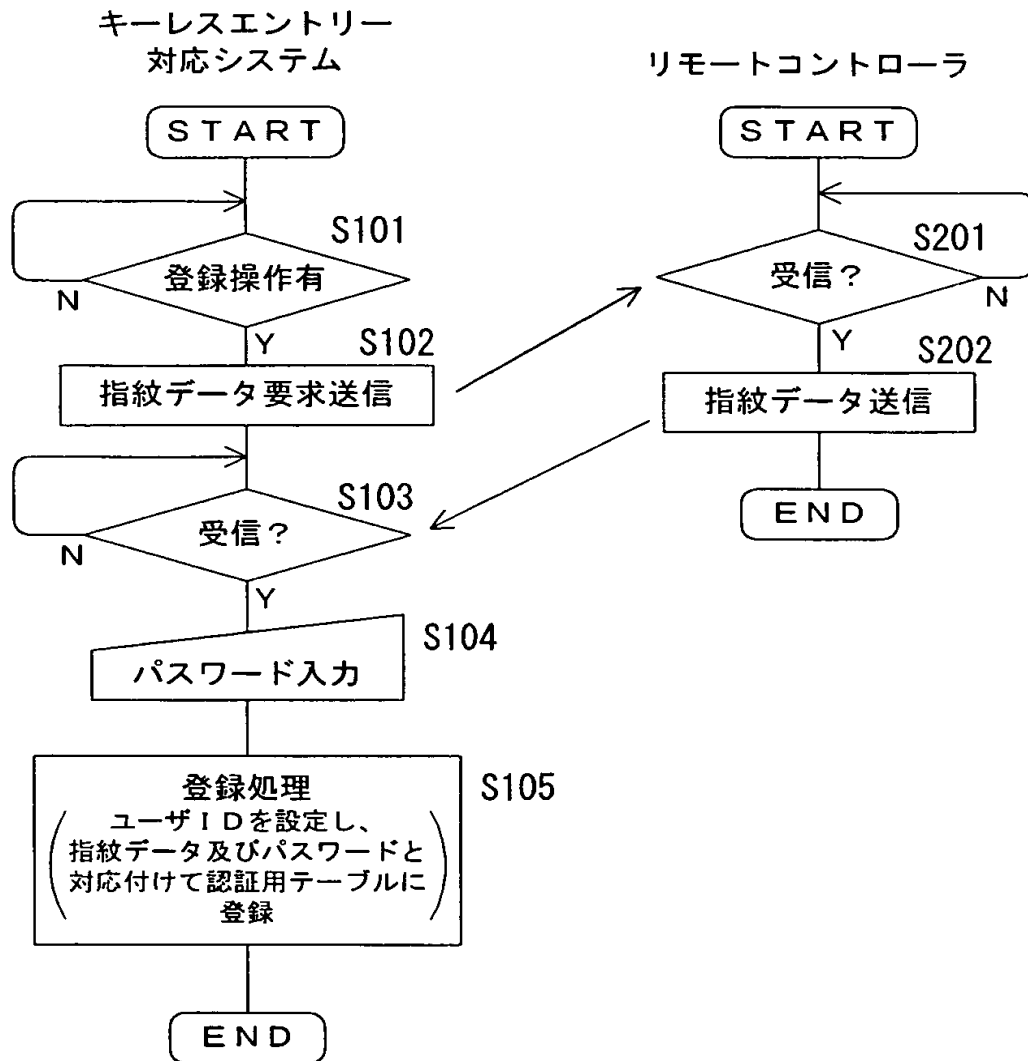 キーレスエントリー
対応システム
START
S101
登録操作有
N
Y
S102
指紋データ要求送信
S103
受信？
N
Y
S104
パスワード入力
登録処理
S105
ユーザＩＤを設定し、
指紋データ及びパスワードと
対応付けて認証用テーブルに
登録
END
リモートコントローラ
START
S201
受信？
N
Y
S202
指紋データ送信
END